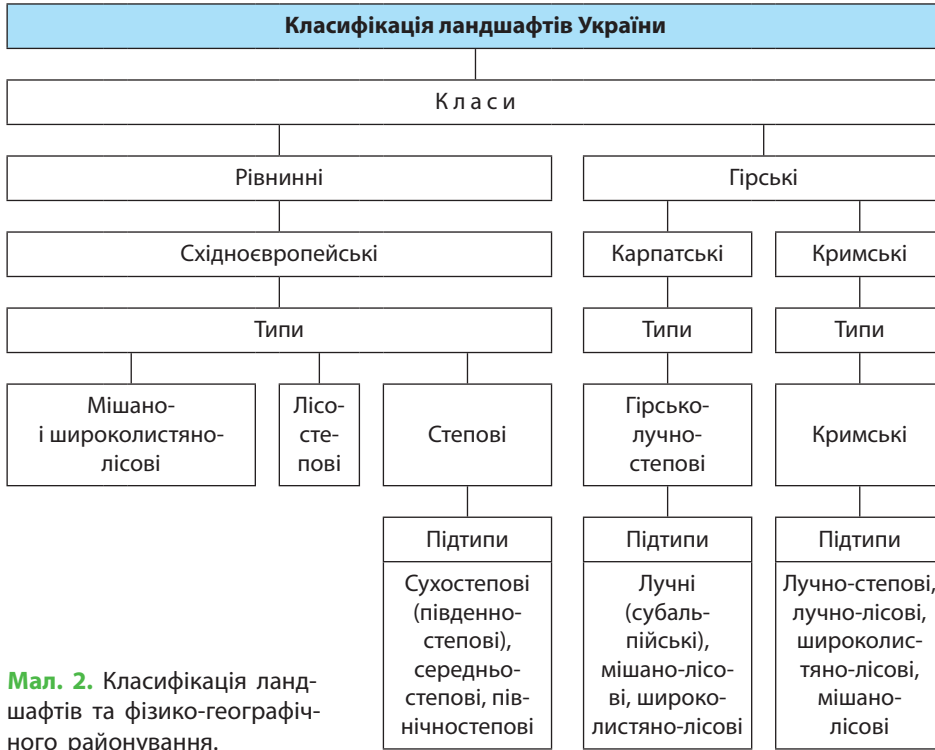 Класифікація ландшафтів України
Класи
Рівнинні
Гірські
Східноєвропейські
Карпатські
Кримські
Типи
Типи
Типи
Мішано-
і широколистяно-
лісові
Лісо-
сте-
пові
Степові
Гірсько-
лучно-
степові
Кримські
Підтипи
Сухостепові
(південно-
степові),
середньо-
степові, пів-
нічностепові
Підтипи
Лучні
(субаль-
пійські),
мішано-лісо-
ві, широко-
листяно-лісові
Підтипи
Лучно-степові,
лучно-лісові,
широколис-
тяно-лісові,
мішано-
лісові
Мал. 2. Класифікація ланд-
шафтів та фізико-географіч-
ного районування.